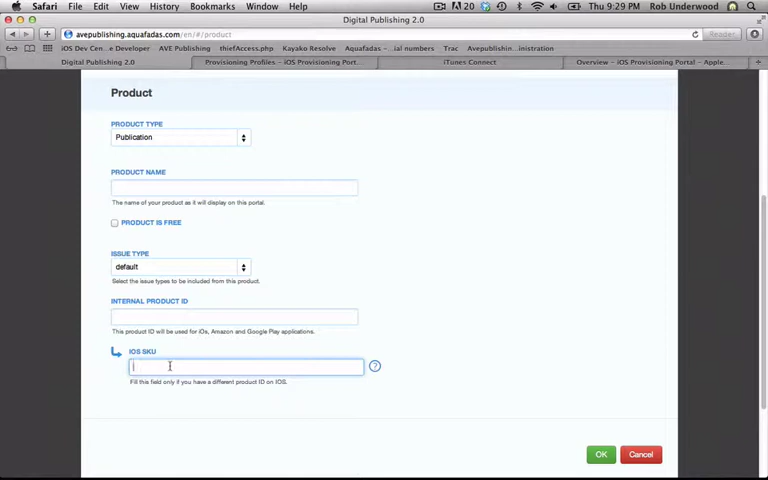 Safari File Edit View History Bookmarks Window Help 20 Thu 9:29 PM Rob Underwood
Digital Publishing 2.0
avepublishing.aquafadas.com/en/#/product Reader
iOS Dev Cen...e Developer AVE Publishing thiefAccess.php Kayako Resolve Aquafadas - ...ial numbers Trac Avepublishin...inistration
Digital Publishing 2.0 Provisioning Profiles - iOS Provisioning Port... iTunes Connect Overview - iOS Provisioning Portal - Apple...
Product
PRODUCT TYPE
Publication
PRODUCT NAME
The name of your product as it will display on this portal.
PRODUCT IS FREE
ISSUE TYPE
default
Select the issue types to be included from this product.
INTERNAL PRODUCT ID
This product ID will be used for iOs, Amazon and Google Play applications.
IOS SKU
?
Fill this field only if you have a different product ID on IOS.
OK Cancel